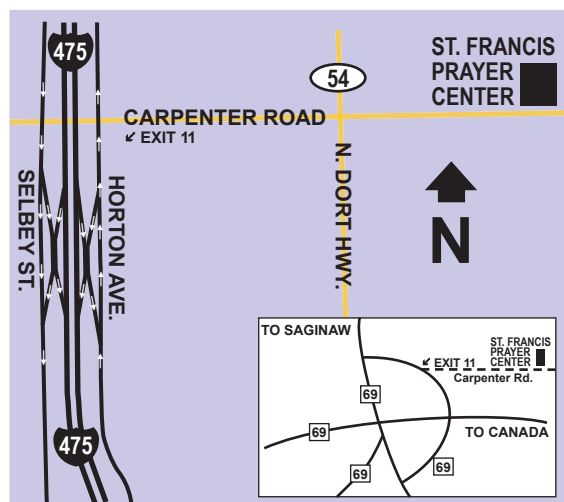 475
54
ST. FRANCIS
PRAYER
CENTER
CARPENTER ROAD
↙ EXIT 11
SELBEY ST.
HORTON AVE.
N. DORT HWY.
N
475
TO SAGINAW
↙ EXIT 11
ST. FRANCIS
PRAYER
CENTER
Carpenter Rd.
69
69
TO CANADA
69
69